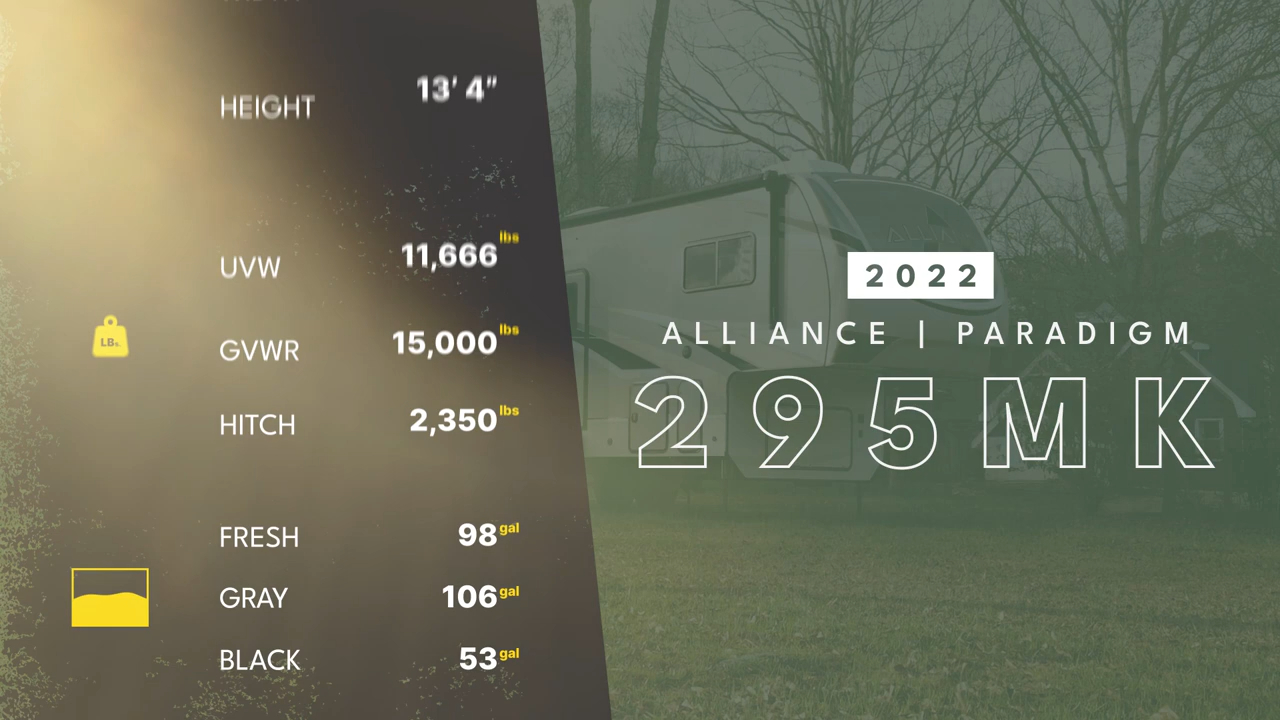 HEIGHT 13' 4"
UVW 11,666 lbs
LBs.
GVWR 15,000 lbs
HITCH 2,350 lbs
FRESH 98 gal
GRAY 106 gal
BLACK 53 gal
2022
ALLIANCE | PARADIGM
295MK